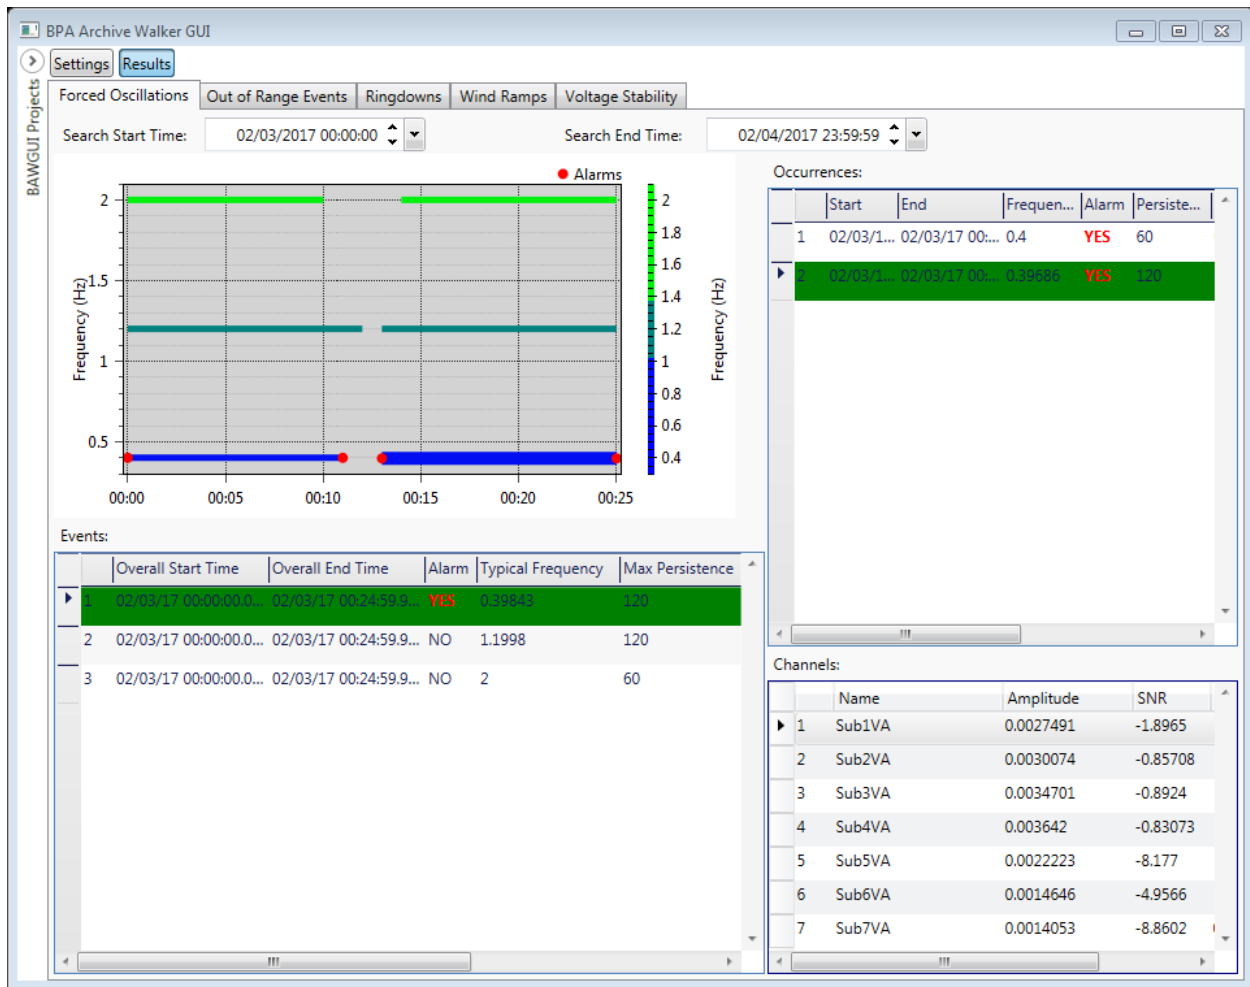 BPA Archive Walker GUI
Settings Results
BAWGUI Projects
Forced Oscillations Out of Range Events Ringdowns Wind Ramps Voltage Stability
Search Start Time: 02/03/2017 00:00:00 Search End Time: 02/04/2017 23:59:59
Alarms
Frequency (Hz)
2
1.5
1
0.5
00:00 00:05 00:10 00:15 00:20 00:25
2
1.8
1.6
1.4
1.2
1
0.8
0.6
0.4
Frequency (Hz)
Occurrences:
Start End Frequen... Alarm Persiste...
1 02/03/1... 02/03/17 00:... 0.4 YES 60
2 02/03/1... 02/03/17 00:... 0.39686 YES 120
Events:
Overall Start Time Overall End Time Alarm Typical Frequency Max Persistence
1 02/03/17 00:00:00.0... 02/03/17 00:24:59.9... YES 0.39843 120
2 02/03/17 00:00:00.0... 02/03/17 00:24:59.9... NO 1.1998 120
3 02/03/17 00:00:00.0... 02/03/17 00:24:59.9... NO 2 60
Channels:
Name Amplitude SNR
1 Sub1VA 0.0027491 -1.8965
2 Sub2VA 0.0030074 -0.85708
3 Sub3VA 0.0034701 -0.8924
4 Sub4VA 0.003642 -0.83073
5 Sub5VA 0.0022223 -8.177
6 Sub6VA 0.0014646 -4.9566
7 Sub7VA 0.0014053 -8.8602